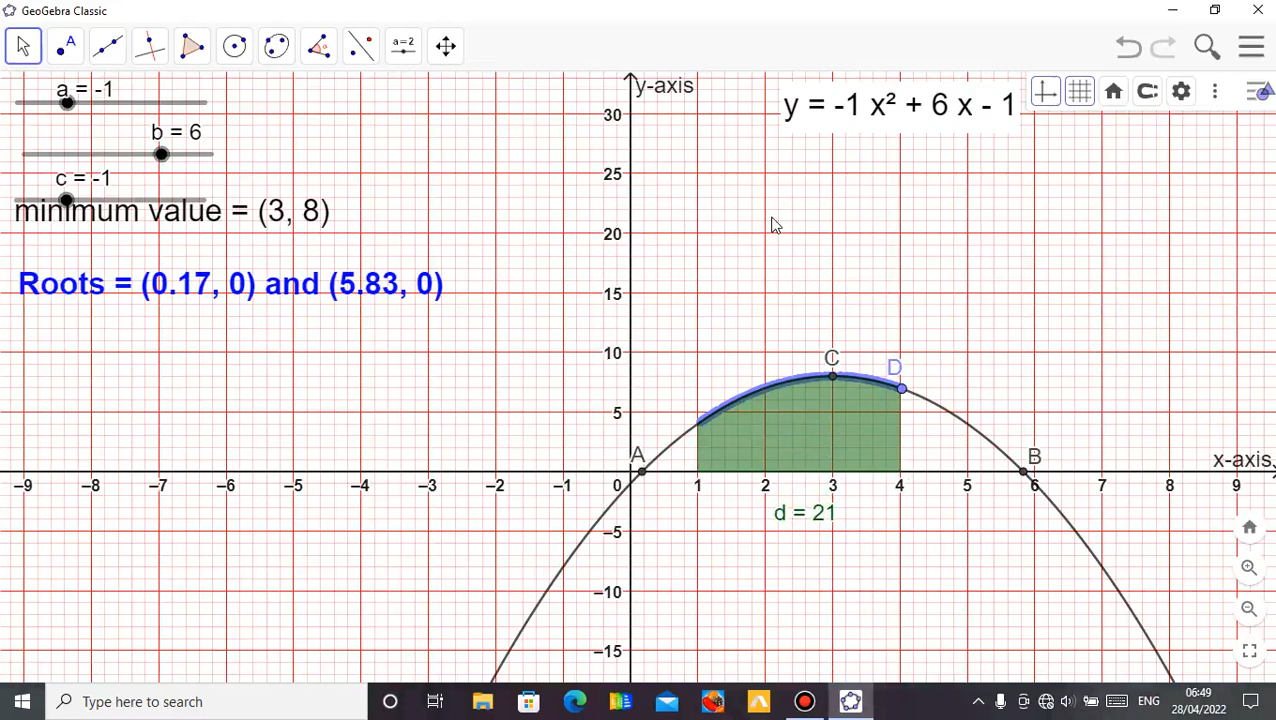 GeoGebra Classic
A
a=2
a = -1
b = 6
c = -1
minimum value = (3, 8)
Roots = (0.17, 0) and (5.83, 0)
y = -1 x² + 6 x - 1
y-axis
30
25
20
15
10
5
C
D
A
B
x-axis
–9 –8 –7 –6 –5 –4 –3 –2 –1 0 1 2 3 4 5 6 7 8 9
d = 21
–5
–10
–15
Type here to search
ENG
06:49
28/04/2022